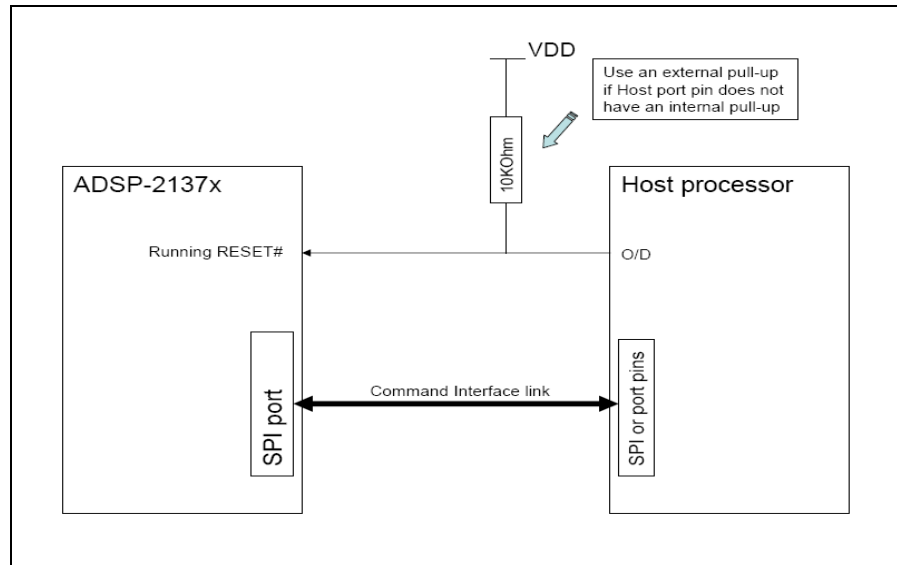 VDD
Use an external pull-up
if Host port pin does not
have an internal pull-up
10KOhm
ADSP-2137x
Host processor
Running RESET#
O/D
SPI port
Command Interface link
SPI or port pins